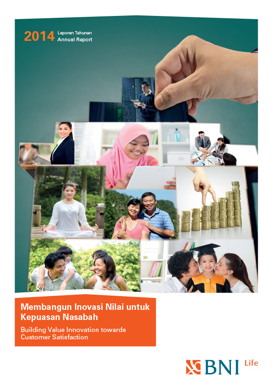 2014
Laporan Tahunan
Annual Report
Membangun Inovasi Nilai untuk
Kepuasan Nasabah
Building Value Innovation towards
Customer Satisfaction
BNI Life